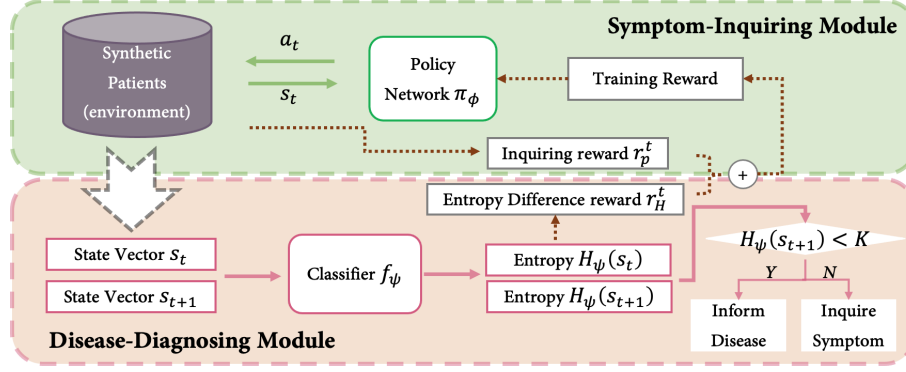 Symptom-Inquiring Module
Synthetic
Patients
(environment)
a_t
s_t
Policy
Network π_ϕ
Training Reward
Inquiring reward r_p^t
+
Entropy Difference reward r_H^t
State Vector s_t
State Vector s_{t+1}
Classifier f_ψ
Entropy H_ψ(s_t)
Entropy H_ψ(s_{t+1})
H_ψ(s_{t+1}) < K
Y
N
Inform
Disease
Inquire
Symptom
Disease-Diagnosing Module